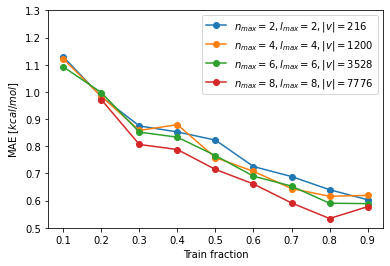 1.3
1.2
1.1
1.0
0.9
0.8
0.7
0.6
0.5
MAE [kcal/mol]
n_max = 2, l_max = 2, |v| = 216
n_max = 4, l_max = 4, |v| = 1200
n_max = 6, l_max = 6, |v| = 3528
n_max = 8, l_max = 8, |v| = 7776
0.1 0.2 0.3 0.4 0.5 0.6 0.7 0.8 0.9
Train fraction